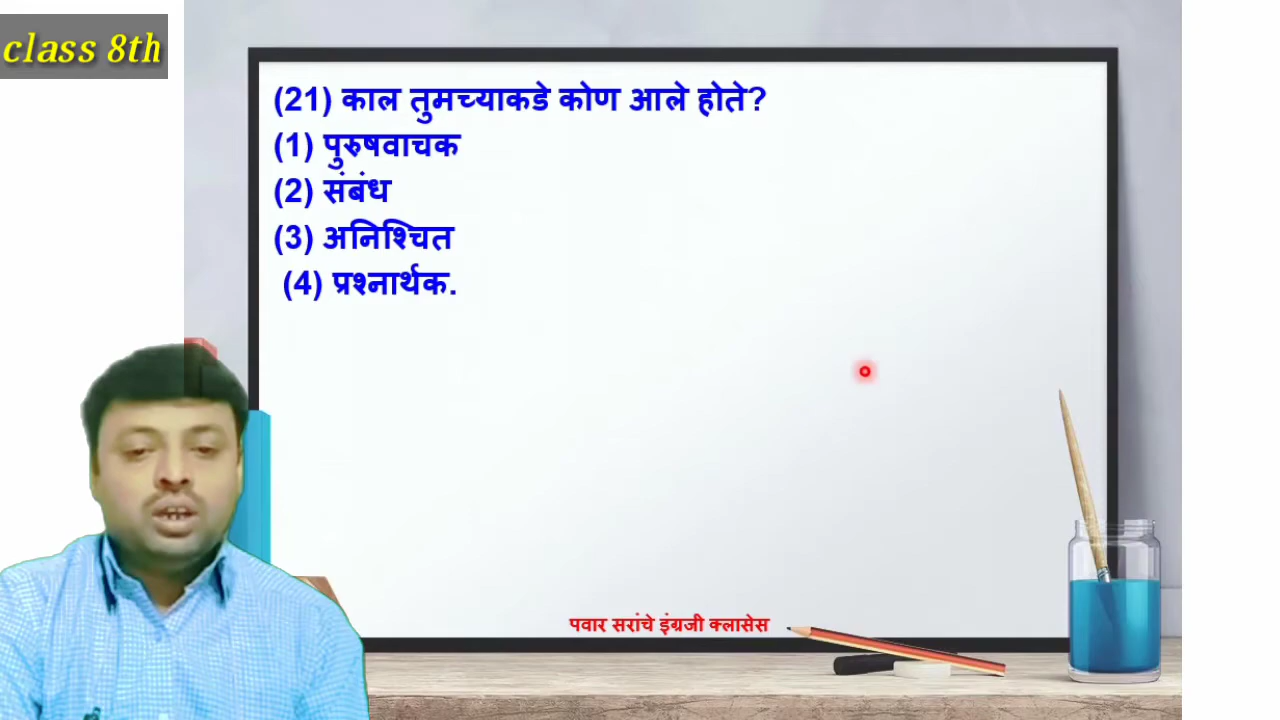 class 8th
(21) काल तुमच्याकडे कोण आले होते?
(1) पुरुषवाचक
(2) संबंध
(3) अनिश्चित
(4) प्रश्नार्थक.
पवार सरांचे इंग्रजी क्लासेस